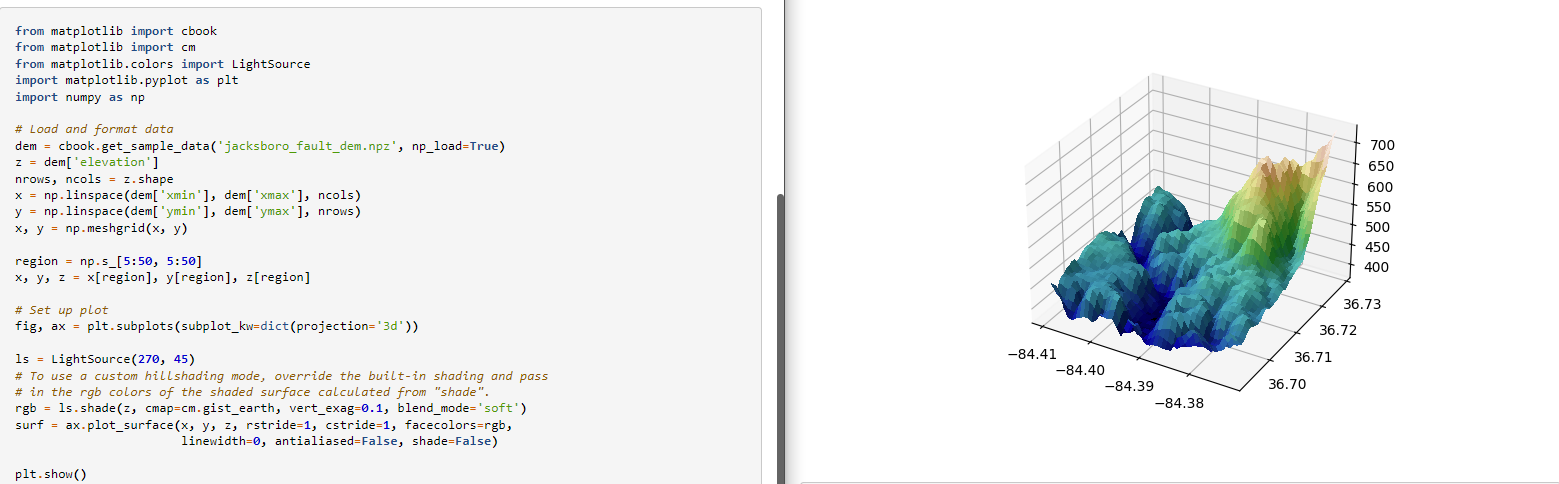 from matplotlib import cbook
from matplotlib import cm
from matplotlib.colors import LightSource
import matplotlib.pyplot as plt
import numpy as np

# Load and format data
dem = cbook.get_sample_data('jacksboro_fault_dem.npz', np_load=True)
z = dem['elevation']
nrows, ncols = z.shape
x = np.linspace(dem['xmin'], dem['xmax'], ncols)
y = np.linspace(dem['ymin'], dem['ymax'], nrows)
x, y = np.meshgrid(x, y)

region = np.s_[5:50, 5:50]
x, y, z = x[region], y[region], z[region]

# Set up plot
fig, ax = plt.subplots(subplot_kw=dict(projection='3d'))

ls = LightSource(270, 45)
# To use a custom hillshading mode, override the built-in shading and pass
# in the rgb colors of the shaded surface calculated from "shade".
rgb = ls.shade(z, cmap=cm.gist_earth, vert_exag=0.1, blend_mode='soft')
surf = ax.plot_surface(x, y, z, rstride=1, cstride=1, facecolors=rgb,
                       linewidth=0, antialiased=False, shade=False)

plt.show()
700
650
600
550
500
450
400
36.73
36.72
36.71
36.70
−84.41
−84.40
−84.39
−84.38